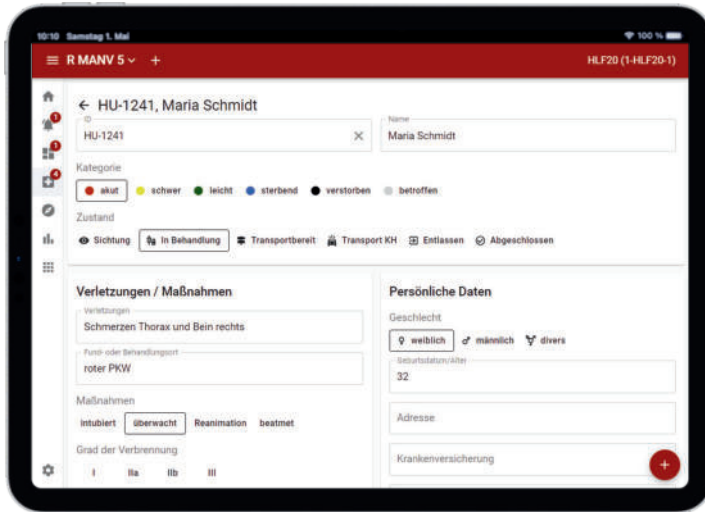 10:10 Samstag 1. Mai 100 %
R MANV 5 + HLF20 (1-HLF20-1)
1
1
4
← HU-1241, Maria Schmidt
ID
HU-1241
Name
Maria Schmidt
Kategorie
akut schwer leicht sterbend verstorben betroffen
Zustand
Sichtung In Behandlung Transportbereit Transport KH Entlassen Abgeschlossen
Verletzungen / Maßnahmen
Verletzungen
Schmerzen Thorax und Bein rechts
Fund- oder Behandlungsort
roter PKW
Maßnahmen
intubiert überwacht Reanimation beatmet
Grad der Verbrennung
I IIa IIb III
Persönliche Daten
Geschlecht
weiblich männlich divers
Geburtsdatum/Alter
32
Adresse
Krankenversicherung
+